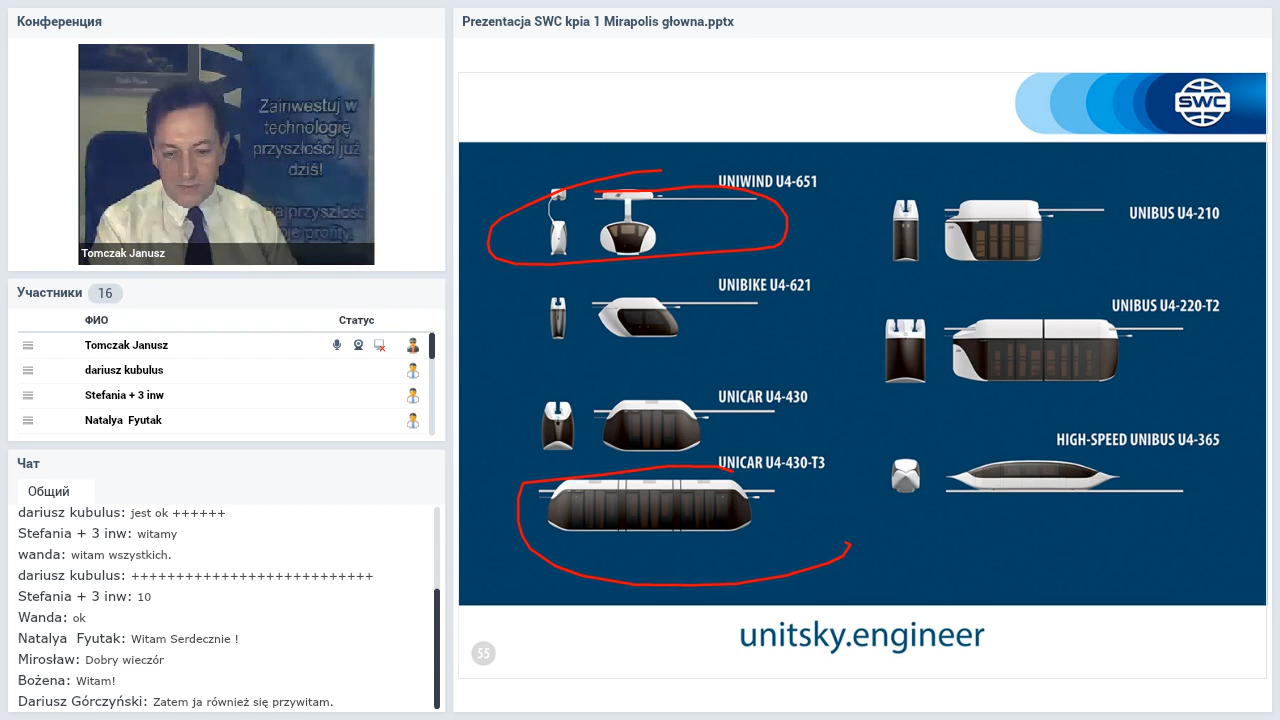 Конференция
Zainwestuj w
technologię
przyszłości już
dziś!
Tomczak Janusz
Участники 16
ФИО Статус
Tomczak Janusz
dariusz kubulus
Stefania + 3 inw
Natalya Fyutak
Чат
Общий
dariusz kubulus: jest ok ++++++
Stefania + 3 inw: witamy
wanda: witam wszystkich.
dariusz kubulus: +++++++++++++++++++++++++++
Stefania + 3 inw: 10
Wanda: ok
Natalya Fyutak: Witam Serdecznie !
Mirosław: Dobry wieczór
Bożena: Witam!
Dariusz Górczyński: Zatem ja również się przywitam.
Prezentacja SWC kpia 1 Mirapolis głowna.pptx
SWC
UNIWIND U4-651
UNIBIKE U4-621
UNICAR U4-430
UNICAR U4-430-T3
UNIBUS U4-210
UNIBUS U4-220-T2
HIGH-SPEED UNIBUS U4-365
unitsky.engineer
55